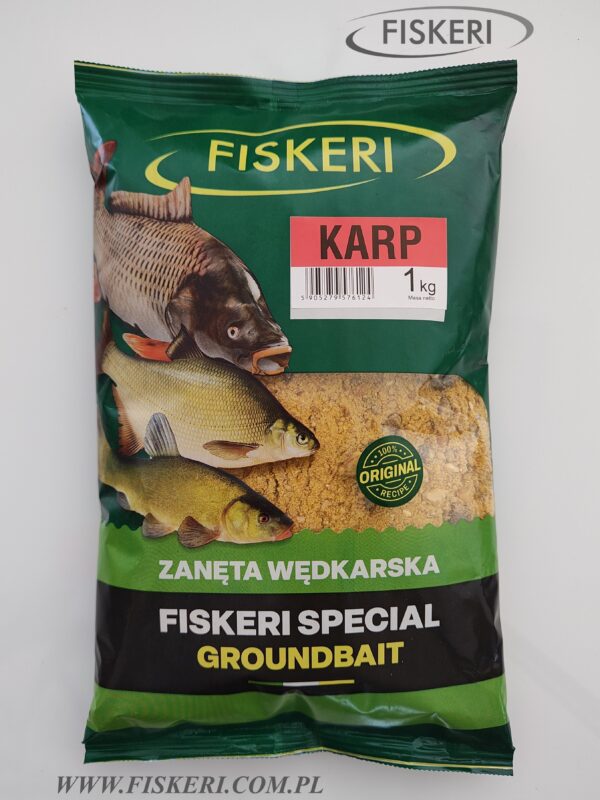 FISKERI
FISKERI
KARP
5905279576124
1 kg
Masa netto
100%
ORIGINAL
RECIPE
ZANĘTA WĘDKARSKA
FISKERI SPECIAL
GROUNDBAIT
WWW.FISKERI.COM.PL